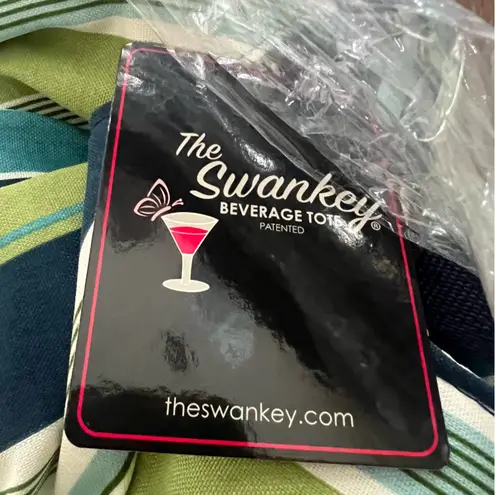 The
Swankey®
BEVERAGE TOTE
PATENTED
theswankey.com